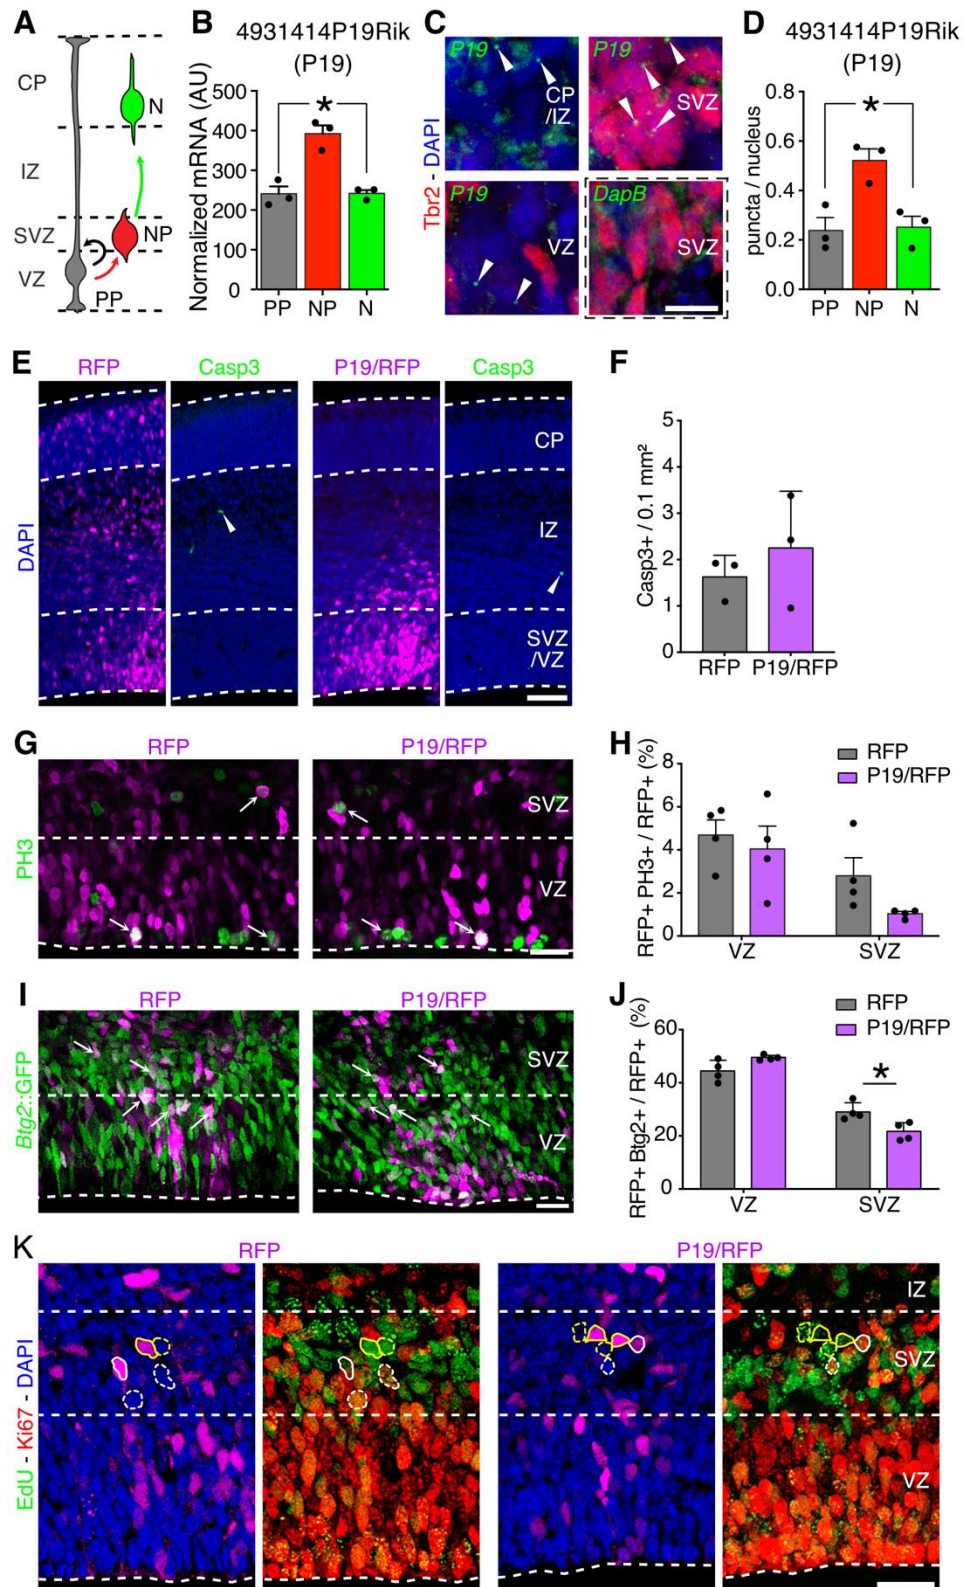 A
CP
IZ
SVZ
VZ
N
NP
PP
B
4931414P19Rik
(P19)
Normalized mRNA (AU)
500
400
300
200
100
0
*
PP NP N
C
Tbr2 - DAPI
P19
CP
/IZ
P19
SVZ
P19
VZ
DapB
SVZ
D
4931414P19Rik
(P19)
puncta / nucleus
0.8
0.6
0.4
0.2
0.0
*
PP NP N
E
RFP Casp3 P19/RFP Casp3
DAPI
CP
IZ
SVZ
/VZ
F
Casp3+ / 0.1 mm²
5
4
3
2
1
0
RFP P19/RFP
G
RFP P19/RFP
PH3
SVZ
VZ
H
RFP+ PH3+ / RFP+ (%)
8
6
4
2
0
RFP
P19/RFP
VZ SVZ
I
RFP P19/RFP
Btg2::GFP
SVZ
VZ
J
RFP+ Btg2+ / RFP+ (%)
60
40
20
0
RFP
P19/RFP
*
VZ SVZ
K
RFP P19/RFP
EdU - Ki67 - DAPI
IZ
SVZ
VZ